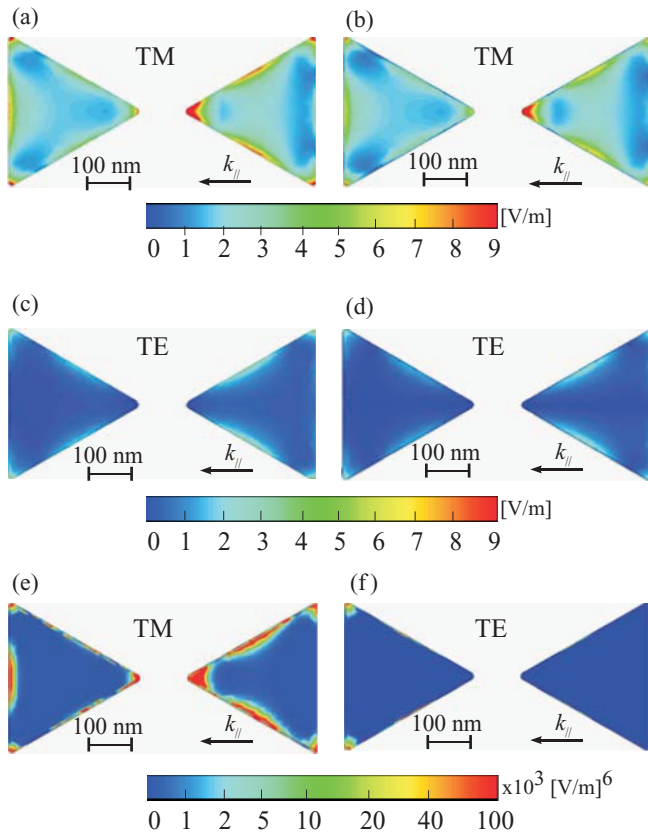 (a) (b)
TM TM
100 nm k// 100 nm k//
[V/m]
0 1 2 3 4 5 6 7 8 9
(c) (d)
TE TE
100 nm k// 100 nm k//
[V/m]
0 1 2 3 4 5 6 7 8 9
(e) (f)
TM TE
100 nm k// 100 nm k//
x10³ [V/m]⁶
0 1 2 5 10 20 40 100